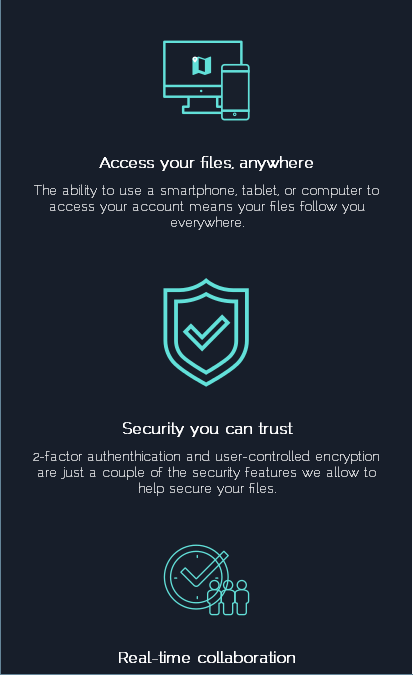 Access your files, anywhere
The ability to use a smartphone, tablet, or computer to
access your account means your files follow you
everywhere.
Security you can trust
2-factor authenthication and user-controlled encryption
are just a couple of the security features we allow to
help secure your files.
Real-time collaboration